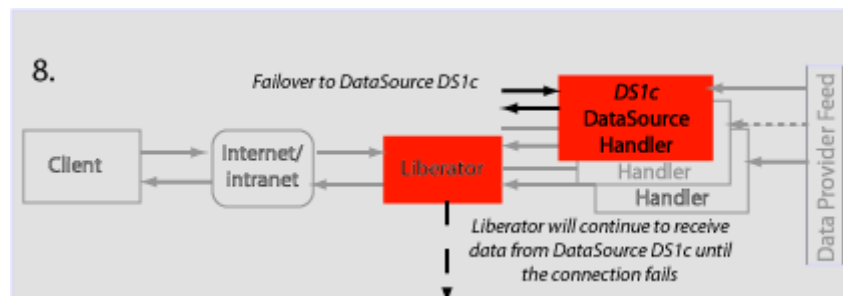 8.
Failover to DataSource DS1c
DS1c
DataSource
Handler
Handler
Handler
Client
Internet/
intranet
Liberator
Data Provider Feed
Liberator will continue to receive
data from DataSource DS1c until
the connection fails